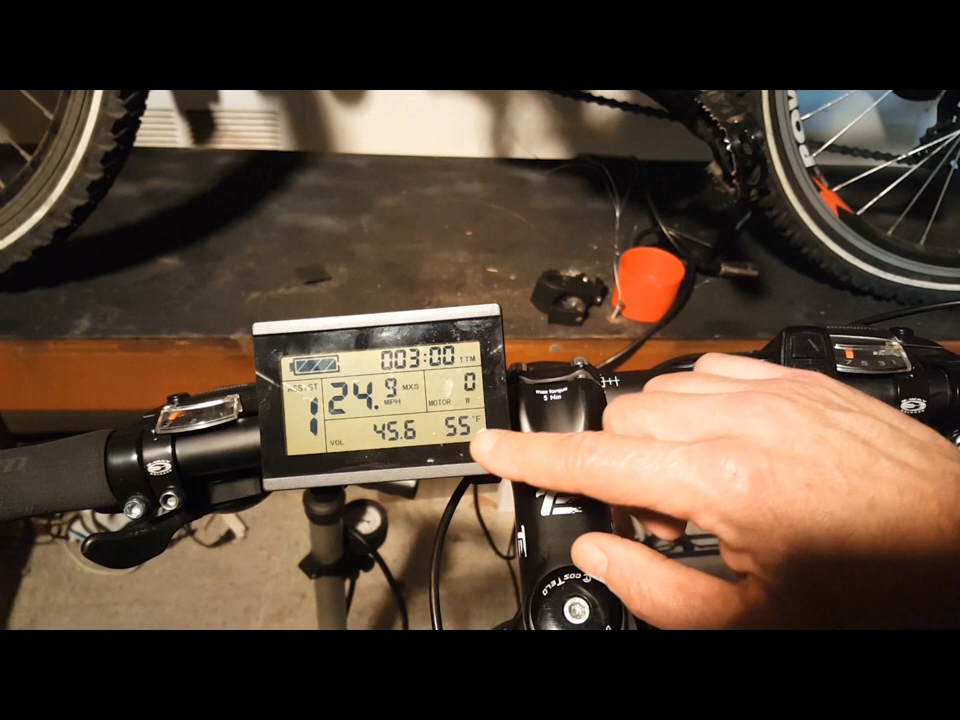 003:00 TTM
ASSIST
1
24.9 MXS
MPH
MOTOR 0 W
VOL 45.6 55°F
max torque
5 Nm
COSTELO